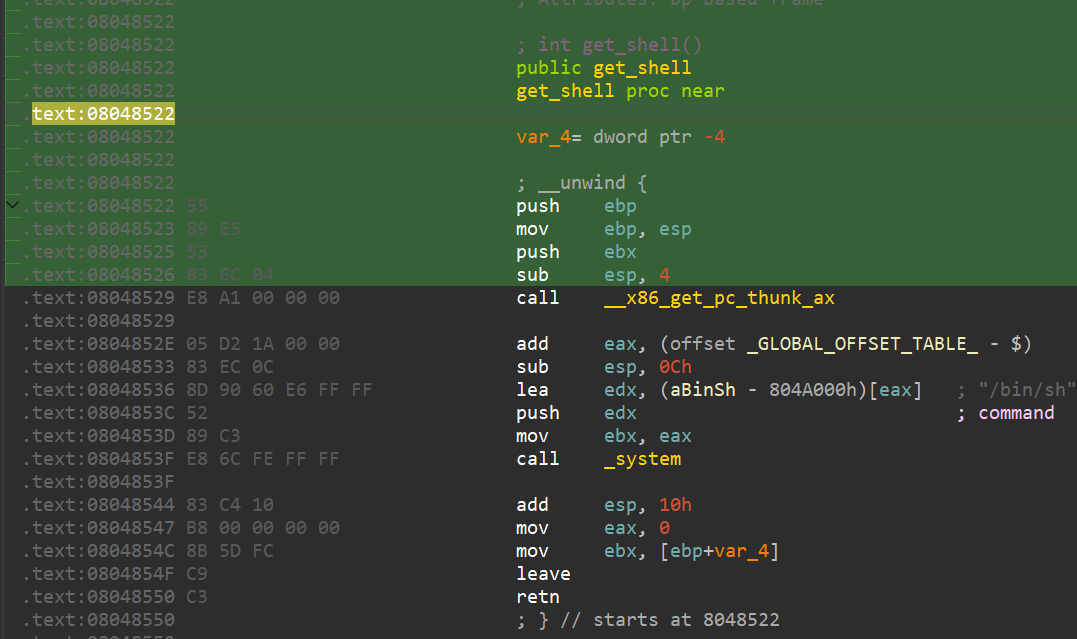 .text:08048522 ; Attributes: bp-based frame
.text:08048522
.text:08048522 ; int get_shell()
.text:08048522 public get_shell
.text:08048522 get_shell proc near
.text:08048522
.text:08048522 var_4= dword ptr -4
.text:08048522
.text:08048522 ; __unwind {
.text:08048522 55 push ebp
.text:08048523 89 E5 mov ebp, esp
.text:08048525 53 push ebx
.text:08048526 83 EC 04 sub esp, 4
.text:08048529 E8 A1 00 00 00 call __x86_get_pc_thunk_ax
.text:08048529
.text:0804852E 05 D2 1A 00 00 add eax, (offset _GLOBAL_OFFSET_TABLE_ - $)
.text:08048533 83 EC 0C sub esp, 0Ch
.text:08048536 8D 90 60 E6 FF FF lea edx, (aBinSh - 804A000h)[eax] ; "/bin/sh"
.text:0804853C 52 push edx ; command
.text:0804853D 89 C3 mov ebx, eax
.text:0804853F E8 6C FE FF FF call _system
.text:0804853F
.text:08048544 83 C4 10 add esp, 10h
.text:08048547 B8 00 00 00 00 mov eax, 0
.text:0804854C 8B 5D FC mov ebx, [ebp+var_4]
.text:0804854F C9 leave
.text:08048550 C3 retn
.text:08048550 ; } // starts at 8048522